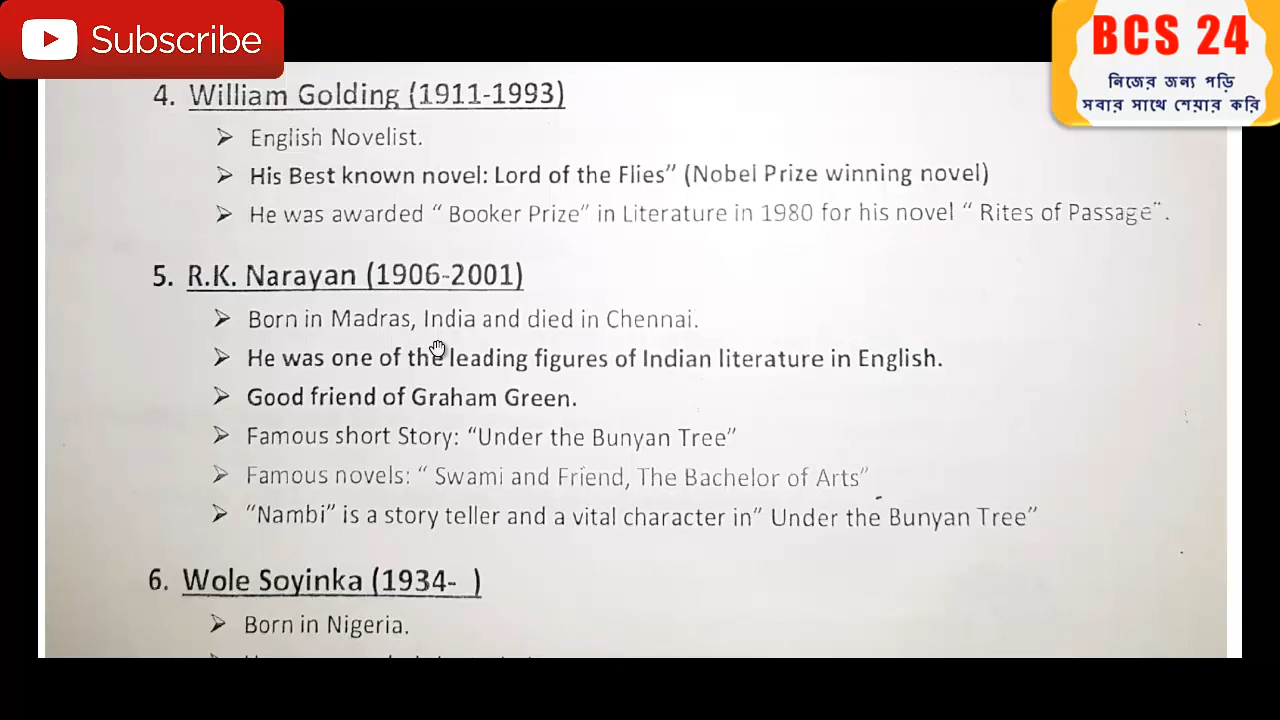 Subscribe
BCS 24
নিজের জন্য পড়ি
সবার সাথে শেয়ার করি
4. William Golding (1911-1993)
➢ English Novelist.
➢ His Best known novel: Lord of the Flies” (Nobel Prize winning novel)
➢ He was awarded “ Booker Prize” in Literature in 1980 for his novel “ Rites of Passage”.
5. R.K. Narayan (1906-2001)
➢ Born in Madras, India and died in Chennai.
➢ He was one of the leading figures of Indian literature in English.
➢ Good friend of Graham Green.
➢ Famous short Story: “Under the Bunyan Tree”
➢ Famous novels: “ Swami and Friend, The Bachelor of Arts”
➢ “Nambi” is a story teller and a vital character in” Under the Bunyan Tree”
6. Wole Soyinka (1934- )
➢ Born in Nigeria.